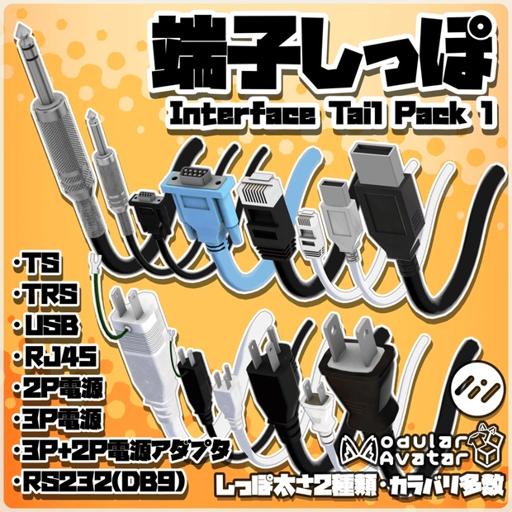 端子しっぽ
Interface Tail Pack 1
・TS
・TRS
・USB
・RJ45
・2P電源
・3P電源
・3P+2P電源アダプタ
・RS232(DB9)
lil
Modular
Avatar
しっぽ太さ2種類・カラバリ多数